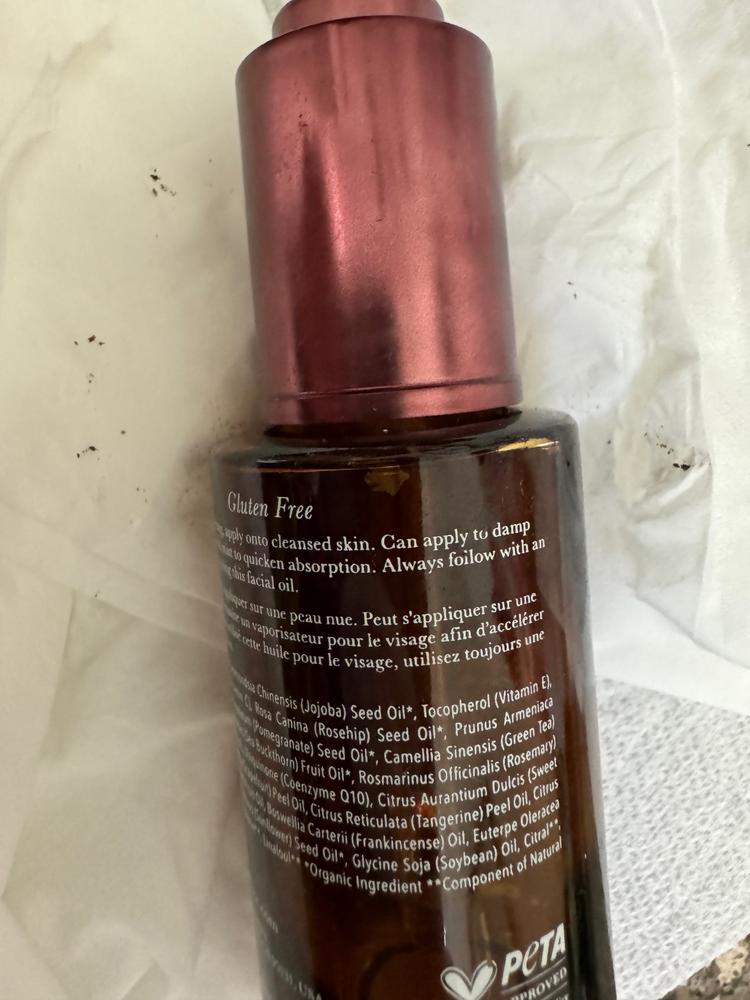 Gluten Free
apply onto cleansed skin. Can apply to damp
to quicken absorption. Always follow with an
this facial oil.
sur une peau nue. Peut s'appliquer sur une
un vaporisateur pour le visage afin d'accélérer
cette huile pour le visage, utilisez toujours une
Chinensis (Jojoba) Seed Oil*, Tocopherol (Vitamin E),
Rosa Canina (Rosehip) Seed Oil*, Prunus Armeniaca
(Pomegranate) Seed Oil*, Camellia Sinensis (Green Tea)
Buckthorn) Fruit Oil*, Rosmarinus Officinalis (Rosemary)
(Coenzyme Q10), Citrus Aurantium Dulcis (Sweet
Peel Oil, Citrus Reticulata (Tangerine) Peel Oil, Citrus
Oil, Boswellia Carterii (Frankincense) Oil, Euterpe Oleracea
(Sunflower) Seed Oil*, Glycine Soja (Soybean) Oil, Citral**,
Linalool** *Organic Ingredient **Component of Natural
USA
PETA